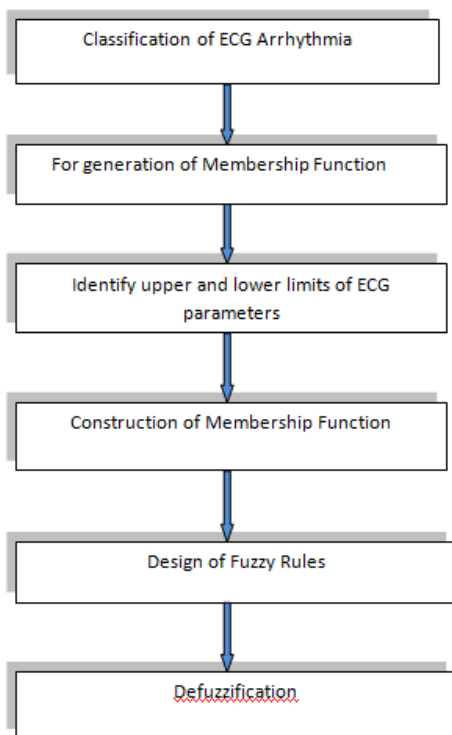 Classification of ECG Arrhythmia
For generation of Membership Function
Identify upper and lower limits of ECG
parameters
Construction of Membership Function
Design of Fuzzy Rules
Defuzzification